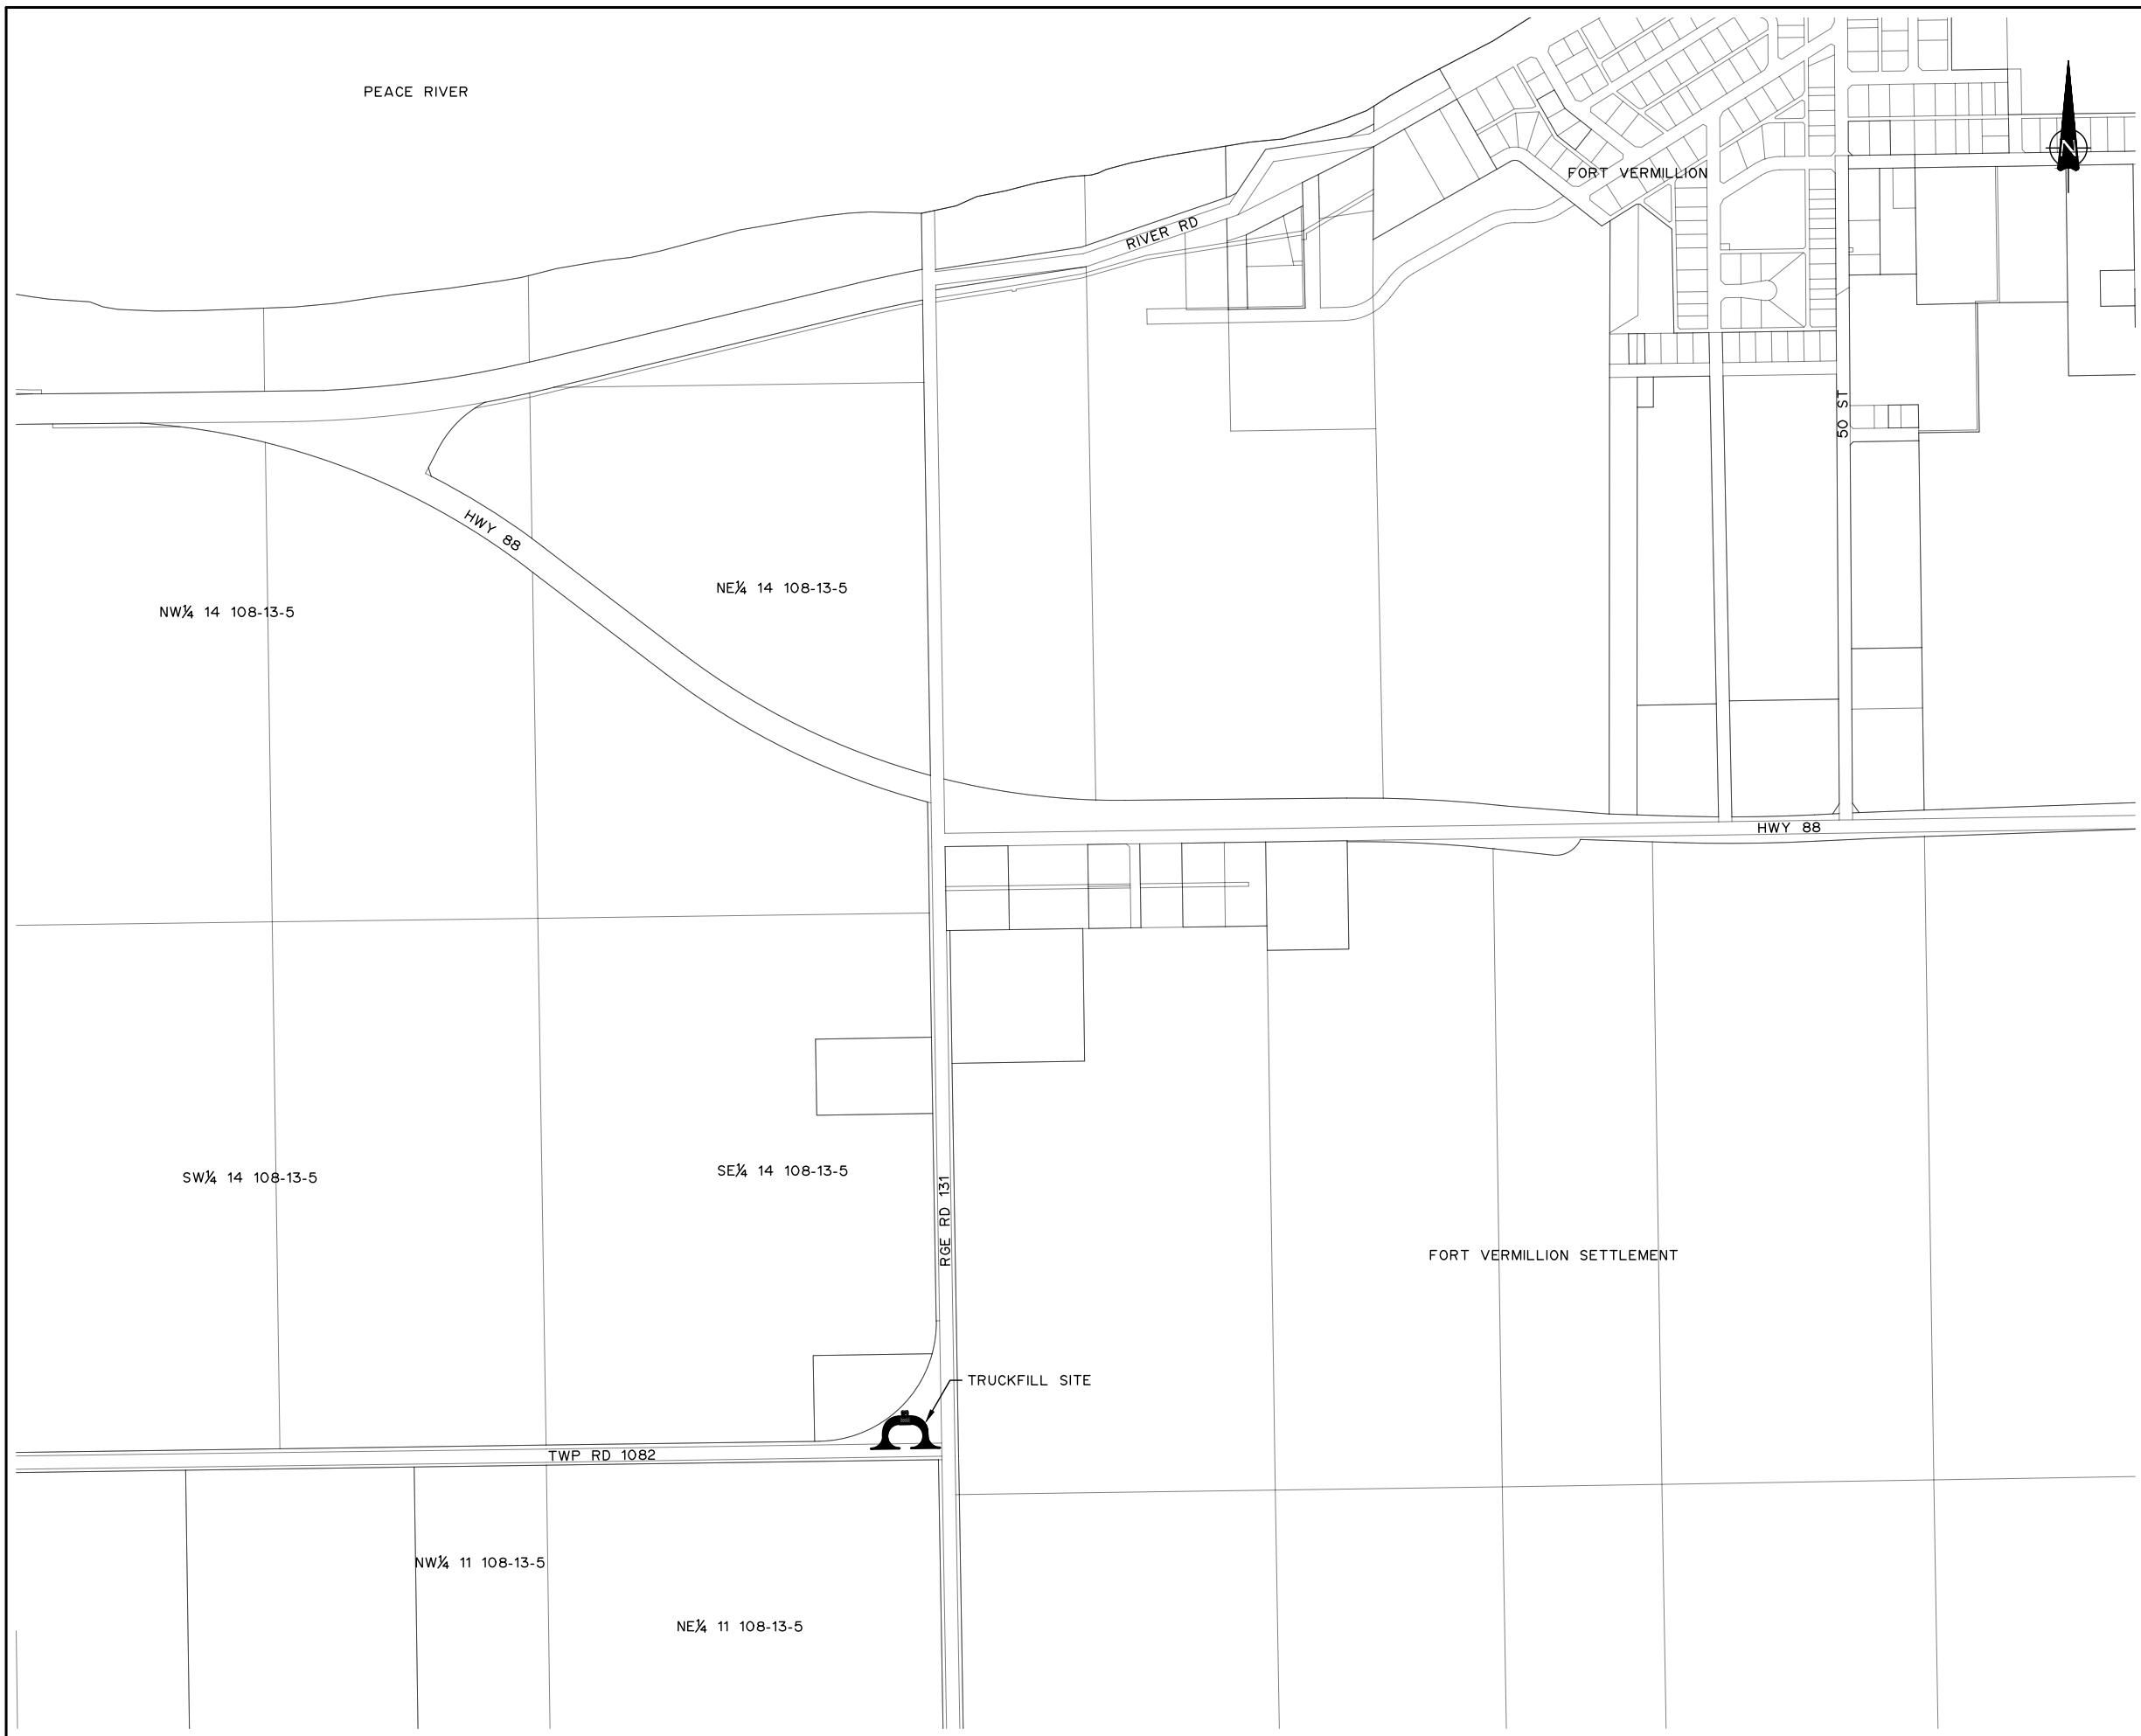 PEACE RIVER
N
FORT VERMILLION
RIVER RD
50 ST
HWY 88
NE¼ 14 108-13-5
NW¼ 14 108-13-5
HWY 88
SE¼ 14 108-13-5
SW¼ 14 108-13-5
RGE RD 131
FORT VERMILLION SETTLEMENT
TRUCKFILL SITE
TWP RD 1082
NW¼ 11 108-13-5
NE¼ 11 108-13-5